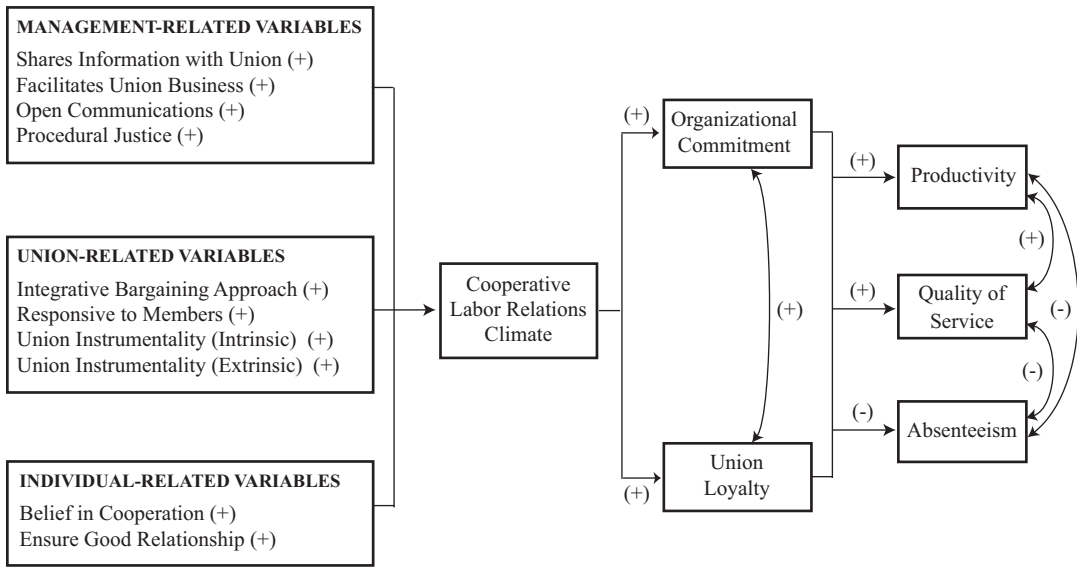 MANAGEMENT-RELATED VARIABLES
Shares Information with Union (+)
Facilitates Union Business (+)
Open Communications (+)
Procedural Justice (+)
UNION-RELATED VARIABLES
Integrative Bargaining Approach (+)
Responsive to Members (+)
Union Instrumentality (Intrinsic) (+)
Union Instrumentality (Extrinsic) (+)
INDIVIDUAL-RELATED VARIABLES
Belief in Cooperation (+)
Ensure Good Relationship (+)
Cooperative
Labor Relations
Climate
(+)
(+)
Organizational
Commitment
(+)
Union
Loyalty
(+)
(+)
(-)
Productivity
(+)
Quality of
Service
(-)
(-)
Absenteeism